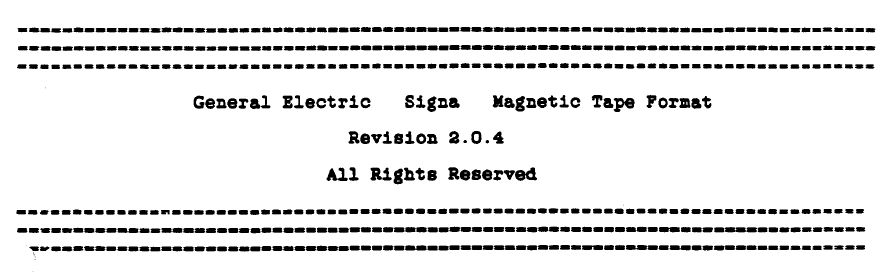 General Electric Signa Magnetic Tape Format
Revision 2.0.4
All Rights Reserved